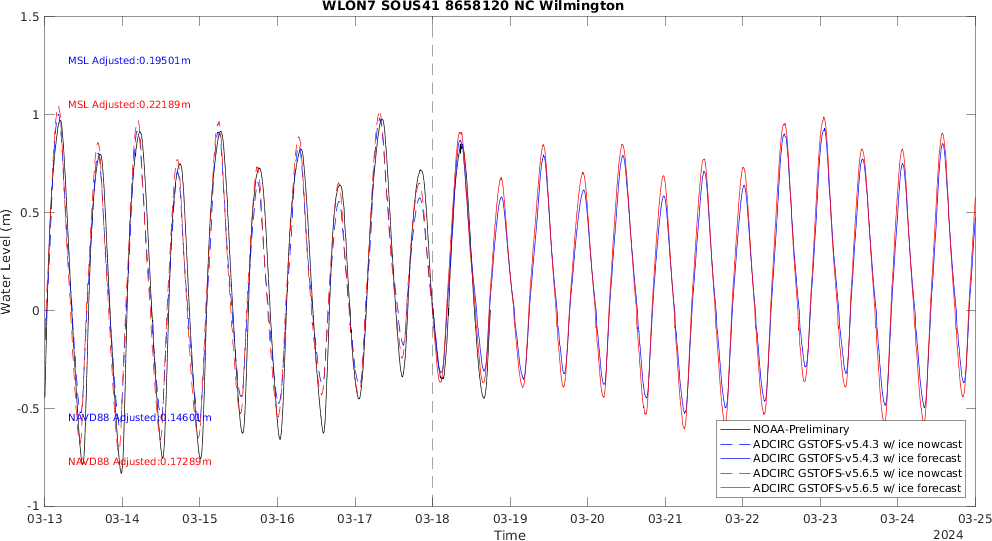 WLON7 SOUS41 8658120 NC Wilmington
1.5
MSL Adjusted:0.19501m
MSL Adjusted:0.22189m
1
0.5
Water Level (m)
0
-0.5
NAVD88 Adjusted:0.14601m
NAVD88 Adjusted:0.17289m
NOAA-Preliminary
ADCIRC GSTOFS-v5.4.3 w/ ice nowcast
ADCIRC GSTOFS-v5.4.3 w/ ice forecast
ADCIRC GSTOFS-v5.6.5 w/ ice nowcast
ADCIRC GSTOFS-v5.6.5 w/ ice forecast
-1
03-13 03-14 03-15 03-16 03-17 03-18 03-19 03-20 03-21 03-22 03-23 03-24 03-25
Time
2024